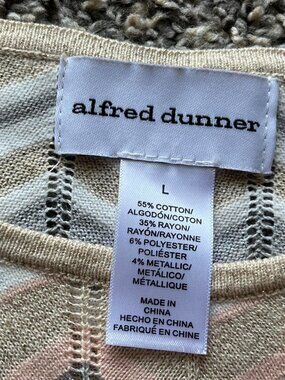 alfred dunner
L
55% COTTON/
ALGODÓN/COTON
35% RAYON/
RAYÓN/RAYONNE
6% POLYESTER/
POLIÉSTER
4% METALLIC/
METÁLICO/
MÉTALLIQUE
MADE IN
CHINA
HECHO EN CHINA
FABRIQUÉ EN CHINE